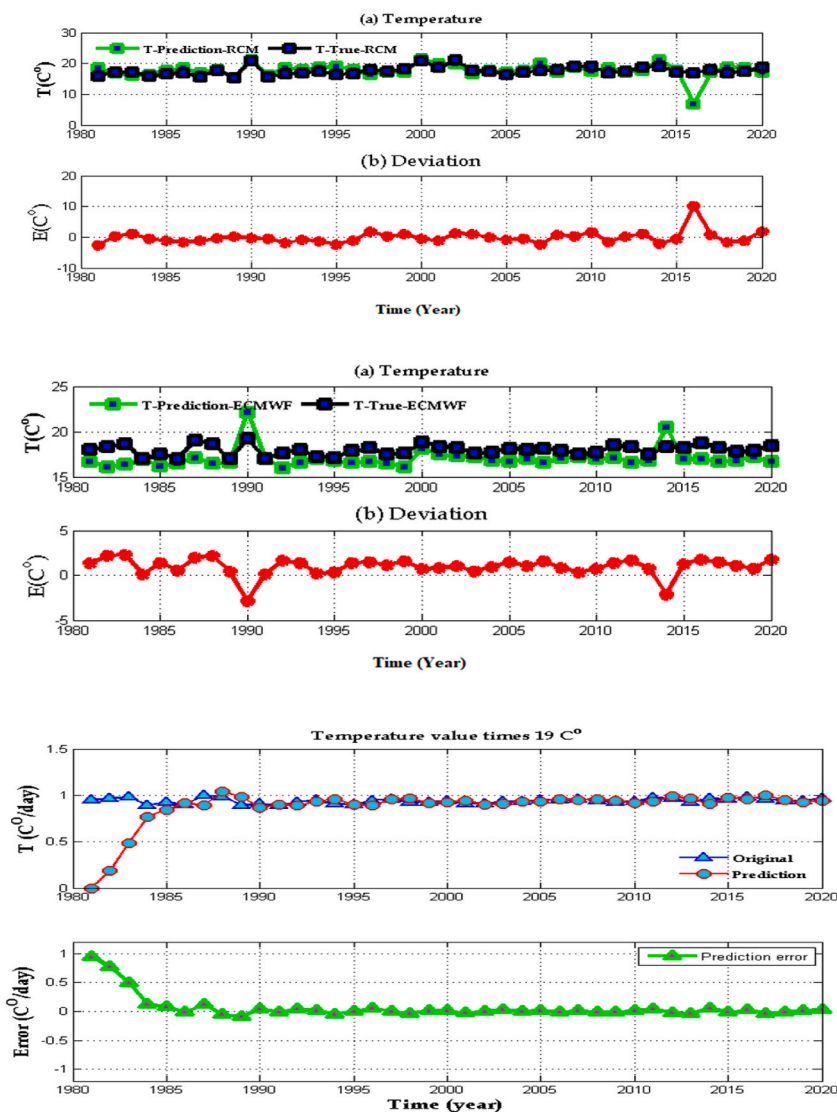 (a) Temperature
30
20
10
0
T(C⁰)
T-Prediction-RCM T-True-RCM
1980 1985 1990 1995 2000 2005 2010 2015 2020
(b) Deviation
20
10
0
-10
E(C⁰)
1980 1985 1990 1995 2000 2005 2010 2015 2020
Time (Year)
(a) Temperature
25
20
15
T(C⁰)
T-Prediction-ECMWF T-True-ECMWF
1980 1985 1990 1995 2000 2005 2010 2015 2020
(b) Deviation
5
0
-5
E(C⁰)
1980 1985 1990 1995 2000 2005 2010 2015 2020
Time (Year)
Temperature value times 19 C⁰
1.5
1
0.5
0
T (C⁰/day)
Original
Prediction
1980 1985 1990 1995 2000 2005 2010 2015 2020
1
0.5
0
-0.5
-1
Error (C⁰/day)
Prediction error
1980 1985 1990 1995 2000 2005 2010 2015 2020
Time (year)